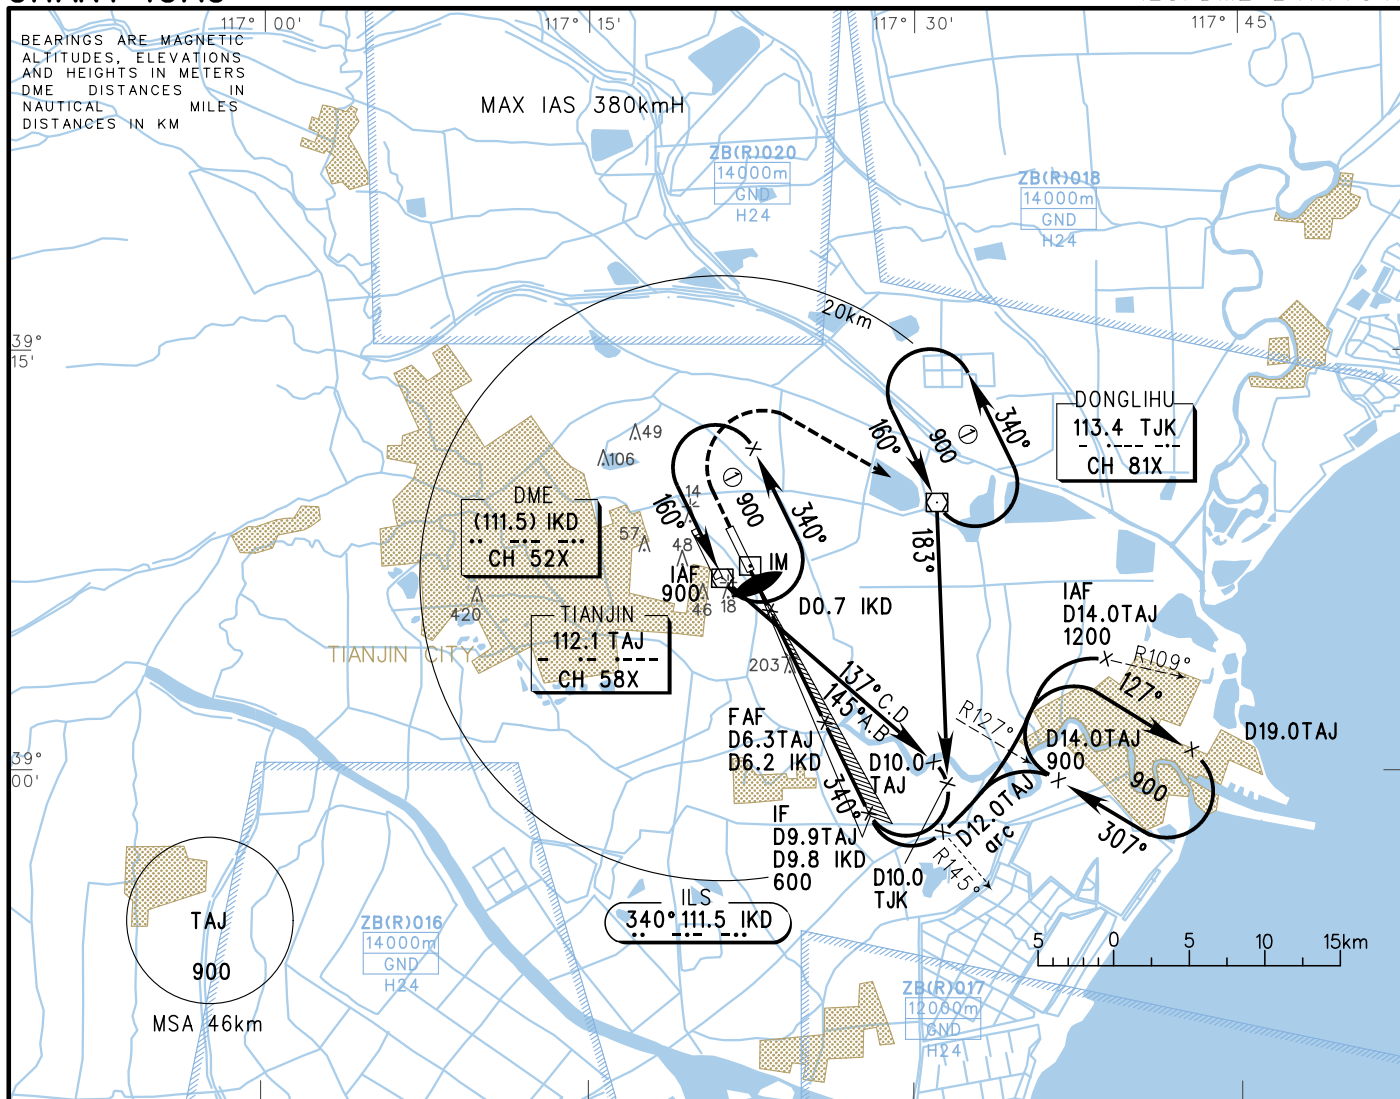 117° 00'
117° 15'
117° 30'
117° 45'
BEARINGS ARE MAGNETIC
ALTITUDES, ELEVATIONS
AND HEIGHTS IN METERS
DME DISTANCES IN
NAUTICAL MILES
DISTANCES IN KM
MAX IAS 380kmH
ZB(R)020
14000m
GND
H24
ZB(R)018
14000m
GND
H24
20km
39°
15'
DONGLIHU
113.4 TJK
CH 81X
340°
160°
900
1
49
106
14
57
48
46
18
203
420
DME
(111.5) IKD
CH 52X
160°
1
900
340°
183°
IM
IAF
900
D0.7 IKD
TIANJIN
112.1 TAJ
CH 58X
TIANJIN CITY
IAF
D14.0TAJ
1200
R109°
127°
137°C.D
145°A.B
R127°
D14.0TAJ
900
D19.0TAJ
900
307°
FAF
D6.3TAJ
D6.2 IKD
D10.0
TAJ
340°
D12.0TAJ
arc
R145°
39°
00'
IF
D9.9TAJ
D9.8 IKD
600
D10.0
TJK
ILS
340° 111.5 IKD
TAJ
900
MSA 46km
ZB(R)016
14000m
GND
H24
ZB(R)017
12000m
GND
H24
5 0 5 10 15km